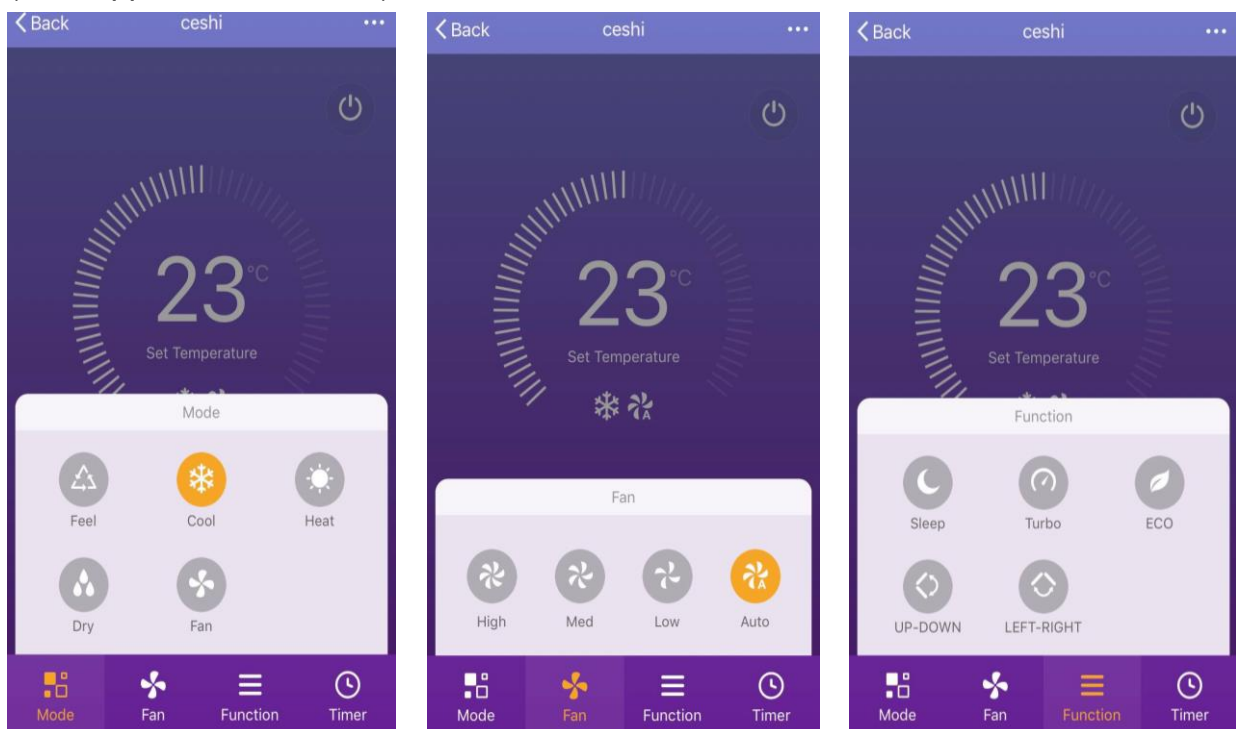 Back ceshi ...
23°C
Set Temperature
Mode
Feel Cool Heat
Dry Fan
Mode Fan Function Timer
Back ceshi ...
23°C
Set Temperature
A
Fan
A
High Med Low Auto
Mode Fan Function Timer
Back ceshi ...
23°C
Set Temperature
Function
Sleep Turbo ECO
UP-DOWN LEFT-RIGHT
Mode Fan Function Timer